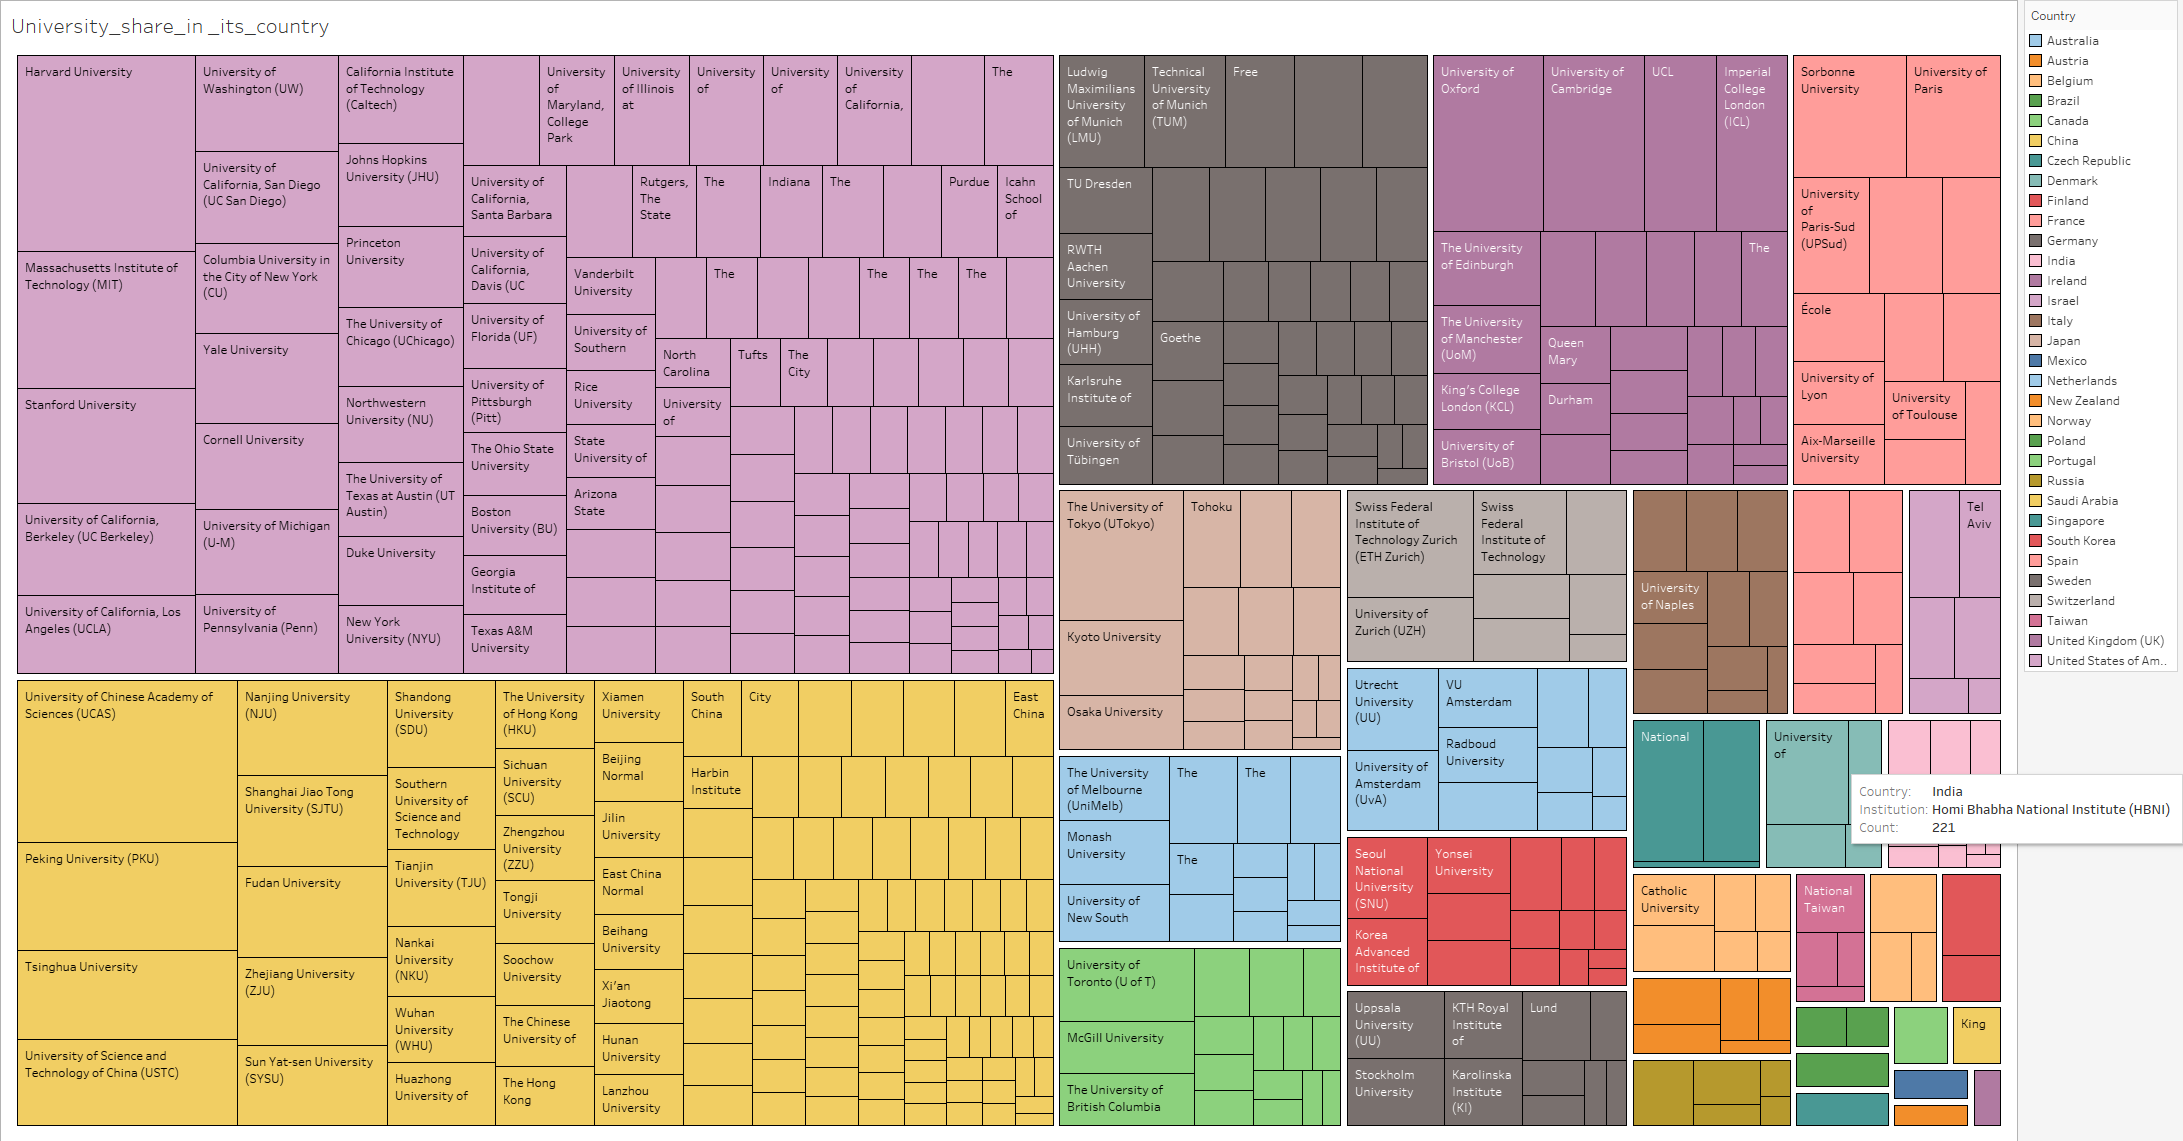 University_share_in _its_country
Harvard University
Massachusetts Institute of
Technology (MIT)
Stanford University
University of California,
Berkeley (UC Berkeley)
University of California, Los
Angeles (UCLA)
University of
Washington (UW)
University of
California, San Diego
(UC San Diego)
Columbia University in
the City of New York
(CU)
Yale University
Cornell University
University of Michigan
(U-M)
University of
Pennsylvania (Penn)
California Institute
of Technology
(Caltech)
Johns Hopkins
University (JHU)
Princeton
University
The University of
Chicago (UChicago)
Northwestern
University (NU)
The University of
Texas at Austin (UT
Austin)
Duke University
New York
University (NYU)
University
of
Maryland,
College
Park
University
of Illinois
at
University
of
University
of
University
of
California,
The
University of
California,
Santa Barbara
University of
California,
Davis (UC
University of
Florida (UF)
University of
Pittsburgh
(Pitt)
The Ohio State
University
Boston
University (BU)
Georgia
Institute of
Texas A&M
University
Rutgers,
The
State
The
Indiana
The
Purdue
Icahn
School
of
Vanderbilt
University
University of
Southern
Rice
University
State
University of
Arizona
State
The
The
The
The
North
Carolina
University
of
Tufts
The
City
University of Chinese Academy of
Sciences (UCAS)
Peking University (PKU)
Tsinghua University
University of Science and
Technology of China (USTC)
Nanjing University
(NJU)
Shanghai Jiao Tong
University (SJTU)
Fudan University
Zhejiang University
(ZJU)
Sun Yat-sen University
(SYSU)
Shandong
University
(SDU)
Southern
University of
Science and
Technology
Tianjin
University (TJU)
Nankai
University
(NKU)
Wuhan
University
(WHU)
Huazhong
University of
The University
of Hong Kong
(HKU)
Sichuan
University
(SCU)
Zhengzhou
University
(ZZU)
Tongji
University
Soochow
University
The Chinese
University of
The Hong
Kong
Xiamen
University
Beijing
Normal
Jilin
University
East China
Normal
Beihang
University
Xi’an
Jiaotong
Hunan
University
Lanzhou
University
South
China
Harbin
Institute
City
East
China
Ludwig
Maximilians
University
of Munich
(LMU)
Technical
University
of Munich
(TUM)
Free
TU Dresden
RWTH
Aachen
University
University of
Hamburg
(UHH)
Karlsruhe
Institute of
University of
Tübingen
Goethe
University of
Oxford
University of
Cambridge
UCL
Imperial
College
London
(ICL)
The University
of Edinburgh
The University
of Manchester
(UoM)
King’s College
London (KCL)
University of
Bristol (UoB)
The
Queen
Mary
Durham
Sorbonne
University
University of
Paris
University
of
Paris-Sud
(UPSud)
École
University of
Lyon
Aix-Marseille
University
University
of Toulouse
The University of
Tokyo (UTokyo)
Kyoto University
Osaka University
Tohoku
Swiss Federal
Institute of
Technology Zurich
(ETH Zurich)
Swiss
Federal
Institute of
Technology
University of
Zurich (UZH)
University
of Naples
Tel
Aviv
The University
of Melbourne
(UniMelb)
Monash
University
University of
New South
The
The
The
Utrecht
University
(UU)
University of
Amsterdam
(UvA)
VU
Amsterdam
Radboud
University
National
University
of
University of
Toronto (U of T)
McGill University
The University of
British Columbia
Seoul
National
University
(SNU)
Korea
Advanced
Institute of
Yonsei
University
Uppsala
University
(UU)
Stockholm
University
KTH Royal
Institute
of
Karolinska
Institute
(KI)
Lund
Catholic
University
National
Taiwan
King
Country: India
Institution: Homi Bhabha National Institute (HBNI)
Count: 221
Country
Australia
Austria
Belgium
Brazil
Canada
China
Czech Republic
Denmark
Finland
France
Germany
India
Ireland
Israel
Italy
Japan
Mexico
Netherlands
New Zealand
Norway
Poland
Portugal
Russia
Saudi Arabia
Singapore
South Korea
Spain
Sweden
Switzerland
Taiwan
United Kingdom (UK)
United States of Am..